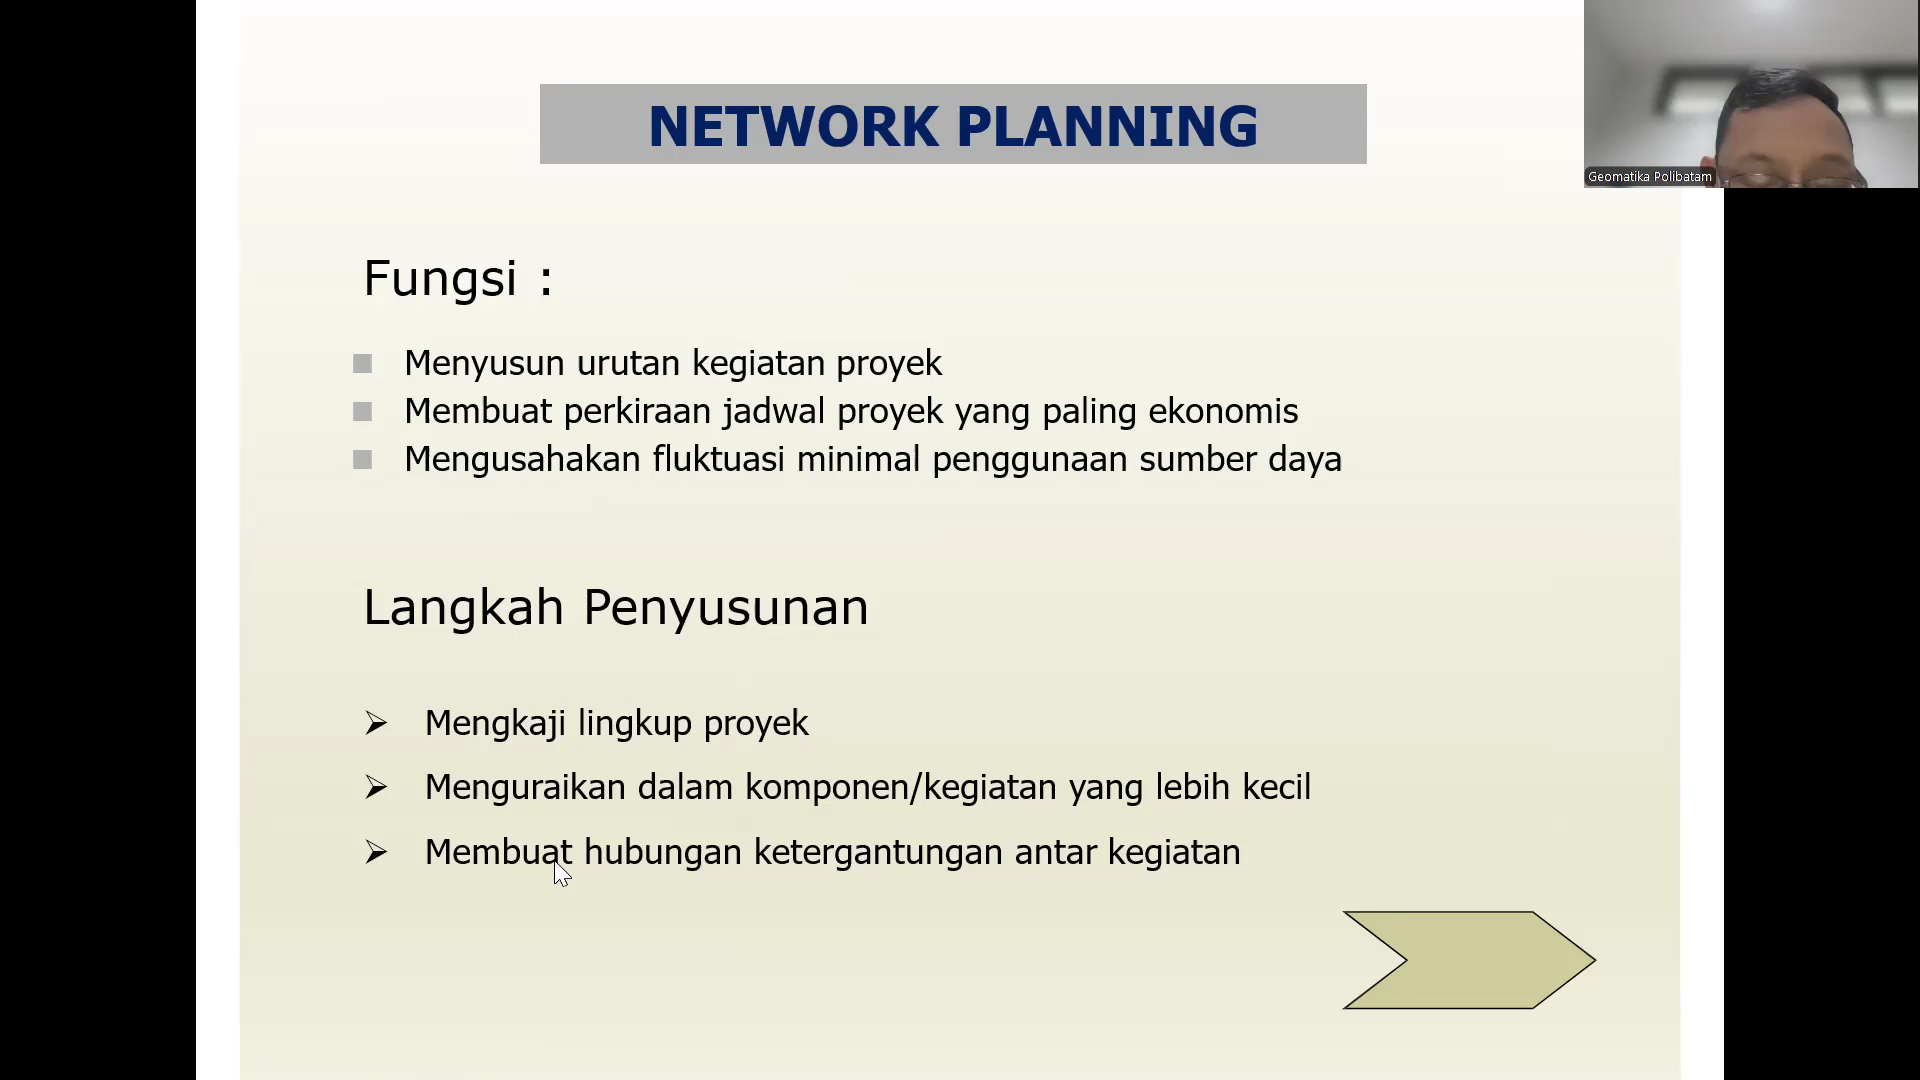 NETWORK PLANNING
Geomatika Polibatam
Fungsi :
Menyusun urutan kegiatan proyek
Membuat perkiraan jadwal proyek yang paling ekonomis
Mengusahakan fluktuasi minimal penggunaan sumber daya
Langkah Penyusunan
Mengkaji lingkup proyek
Menguraikan dalam komponen/kegiatan yang lebih kecil
Membuat hubungan ketergantungan antar kegiatan